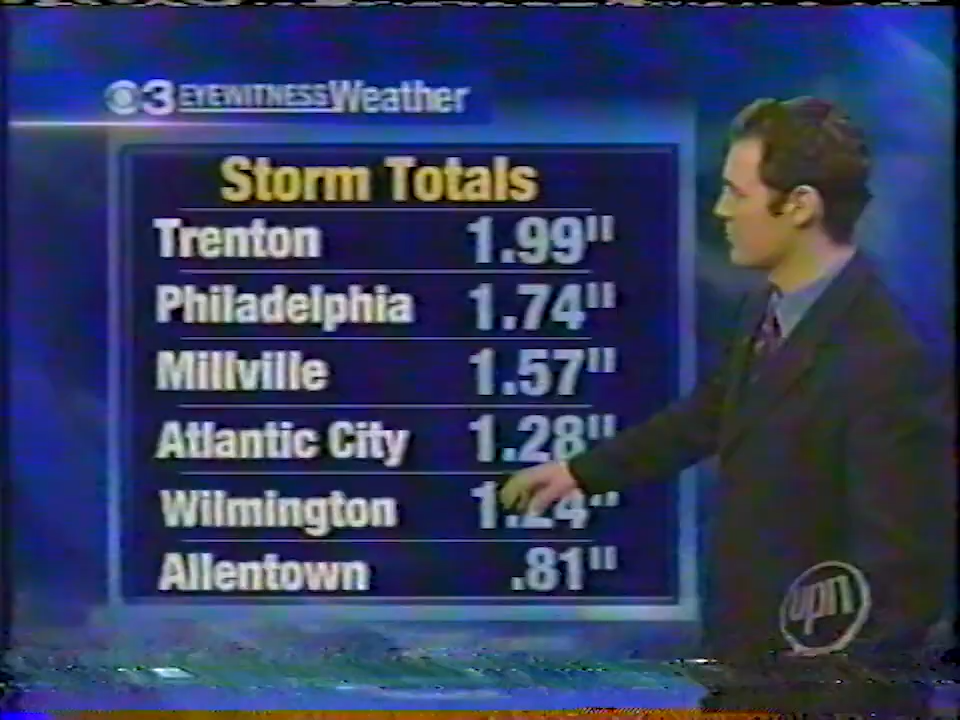 3 EYEWITNESS Weather
Storm Totals
Trenton 1.99"
Philadelphia 1.74"
Millville 1.57"
Atlantic City 1.28"
Wilmington 1.24"
Allentown .81"
upn